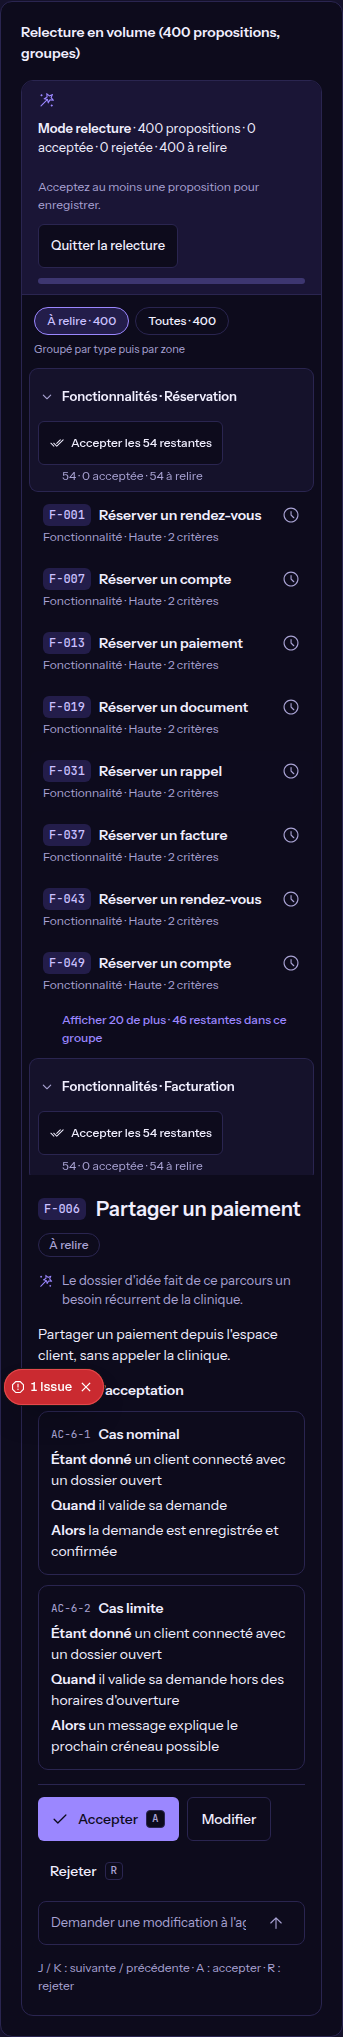 Relecture en volume (400 propositions,
groupes)
Mode relecture · 400 propositions · 0
acceptée · 0 rejetée · 400 à relire
Acceptez au moins une proposition pour
enregistrer.
Quitter la relecture
À relire · 400
Toutes · 400
Groupé par type puis par zone
Fonctionnalités · Réservation
Accepter les 54 restantes
54 · 0 acceptée · 54 à relire
F-001 Réserver un rendez-vous
Fonctionnalité · Haute · 2 critères
F-007 Réserver un compte
Fonctionnalité · Haute · 2 critères
F-013 Réserver un paiement
Fonctionnalité · Haute · 2 critères
F-019 Réserver un document
Fonctionnalité · Haute · 2 critères
F-031 Réserver un rappel
Fonctionnalité · Haute · 2 critères
F-037 Réserver un facture
Fonctionnalité · Haute · 2 critères
F-043 Réserver un rendez-vous
Fonctionnalité · Haute · 2 critères
F-049 Réserver un compte
Fonctionnalité · Haute · 2 critères
Afficher 20 de plus · 46 restantes dans ce
groupe
Fonctionnalités · Facturation
Accepter les 54 restantes
54 · 0 acceptée · 54 à relire
F-006 Partager un paiement
À relire
Le dossier d'idée fait de ce parcours un
besoin récurrent de la clinique.
Partager un paiement depuis l'espace
client, sans appeler la clinique.
1 Issue
'acceptation
AC-6-1 Cas nominal
Étant donné un client connecté avec
un dossier ouvert
Quand il valide sa demande
Alors la demande est enregistrée et
confirmée
AC-6-2 Cas limite
Étant donné un client connecté avec
un dossier ouvert
Quand il valide sa demande hors des
horaires d'ouverture
Alors un message explique le
prochain créneau possible
Accepter A
Modifier
Rejeter R
Demander une modification à l'ag
J / K : suivante / précédente · A : accepter · R :
rejeter